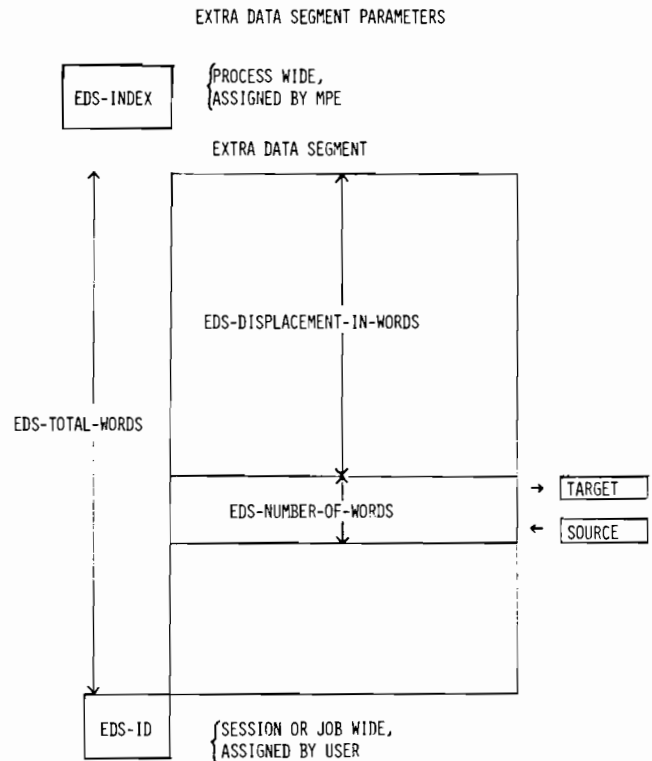 EXTRA DATA SEGMENT PARAMETERS
EDS-INDEX
PROCESS WIDE,
ASSIGNED BY MPE
EXTRA DATA SEGMENT
EDS-DISPLACEMENT-IN-WORDS
EDS-TOTAL-WORDS
EDS-NUMBER-OF-WORDS
TARGET
SOURCE
EDS-ID
SESSION OR JOB WIDE,
ASSIGNED BY USER